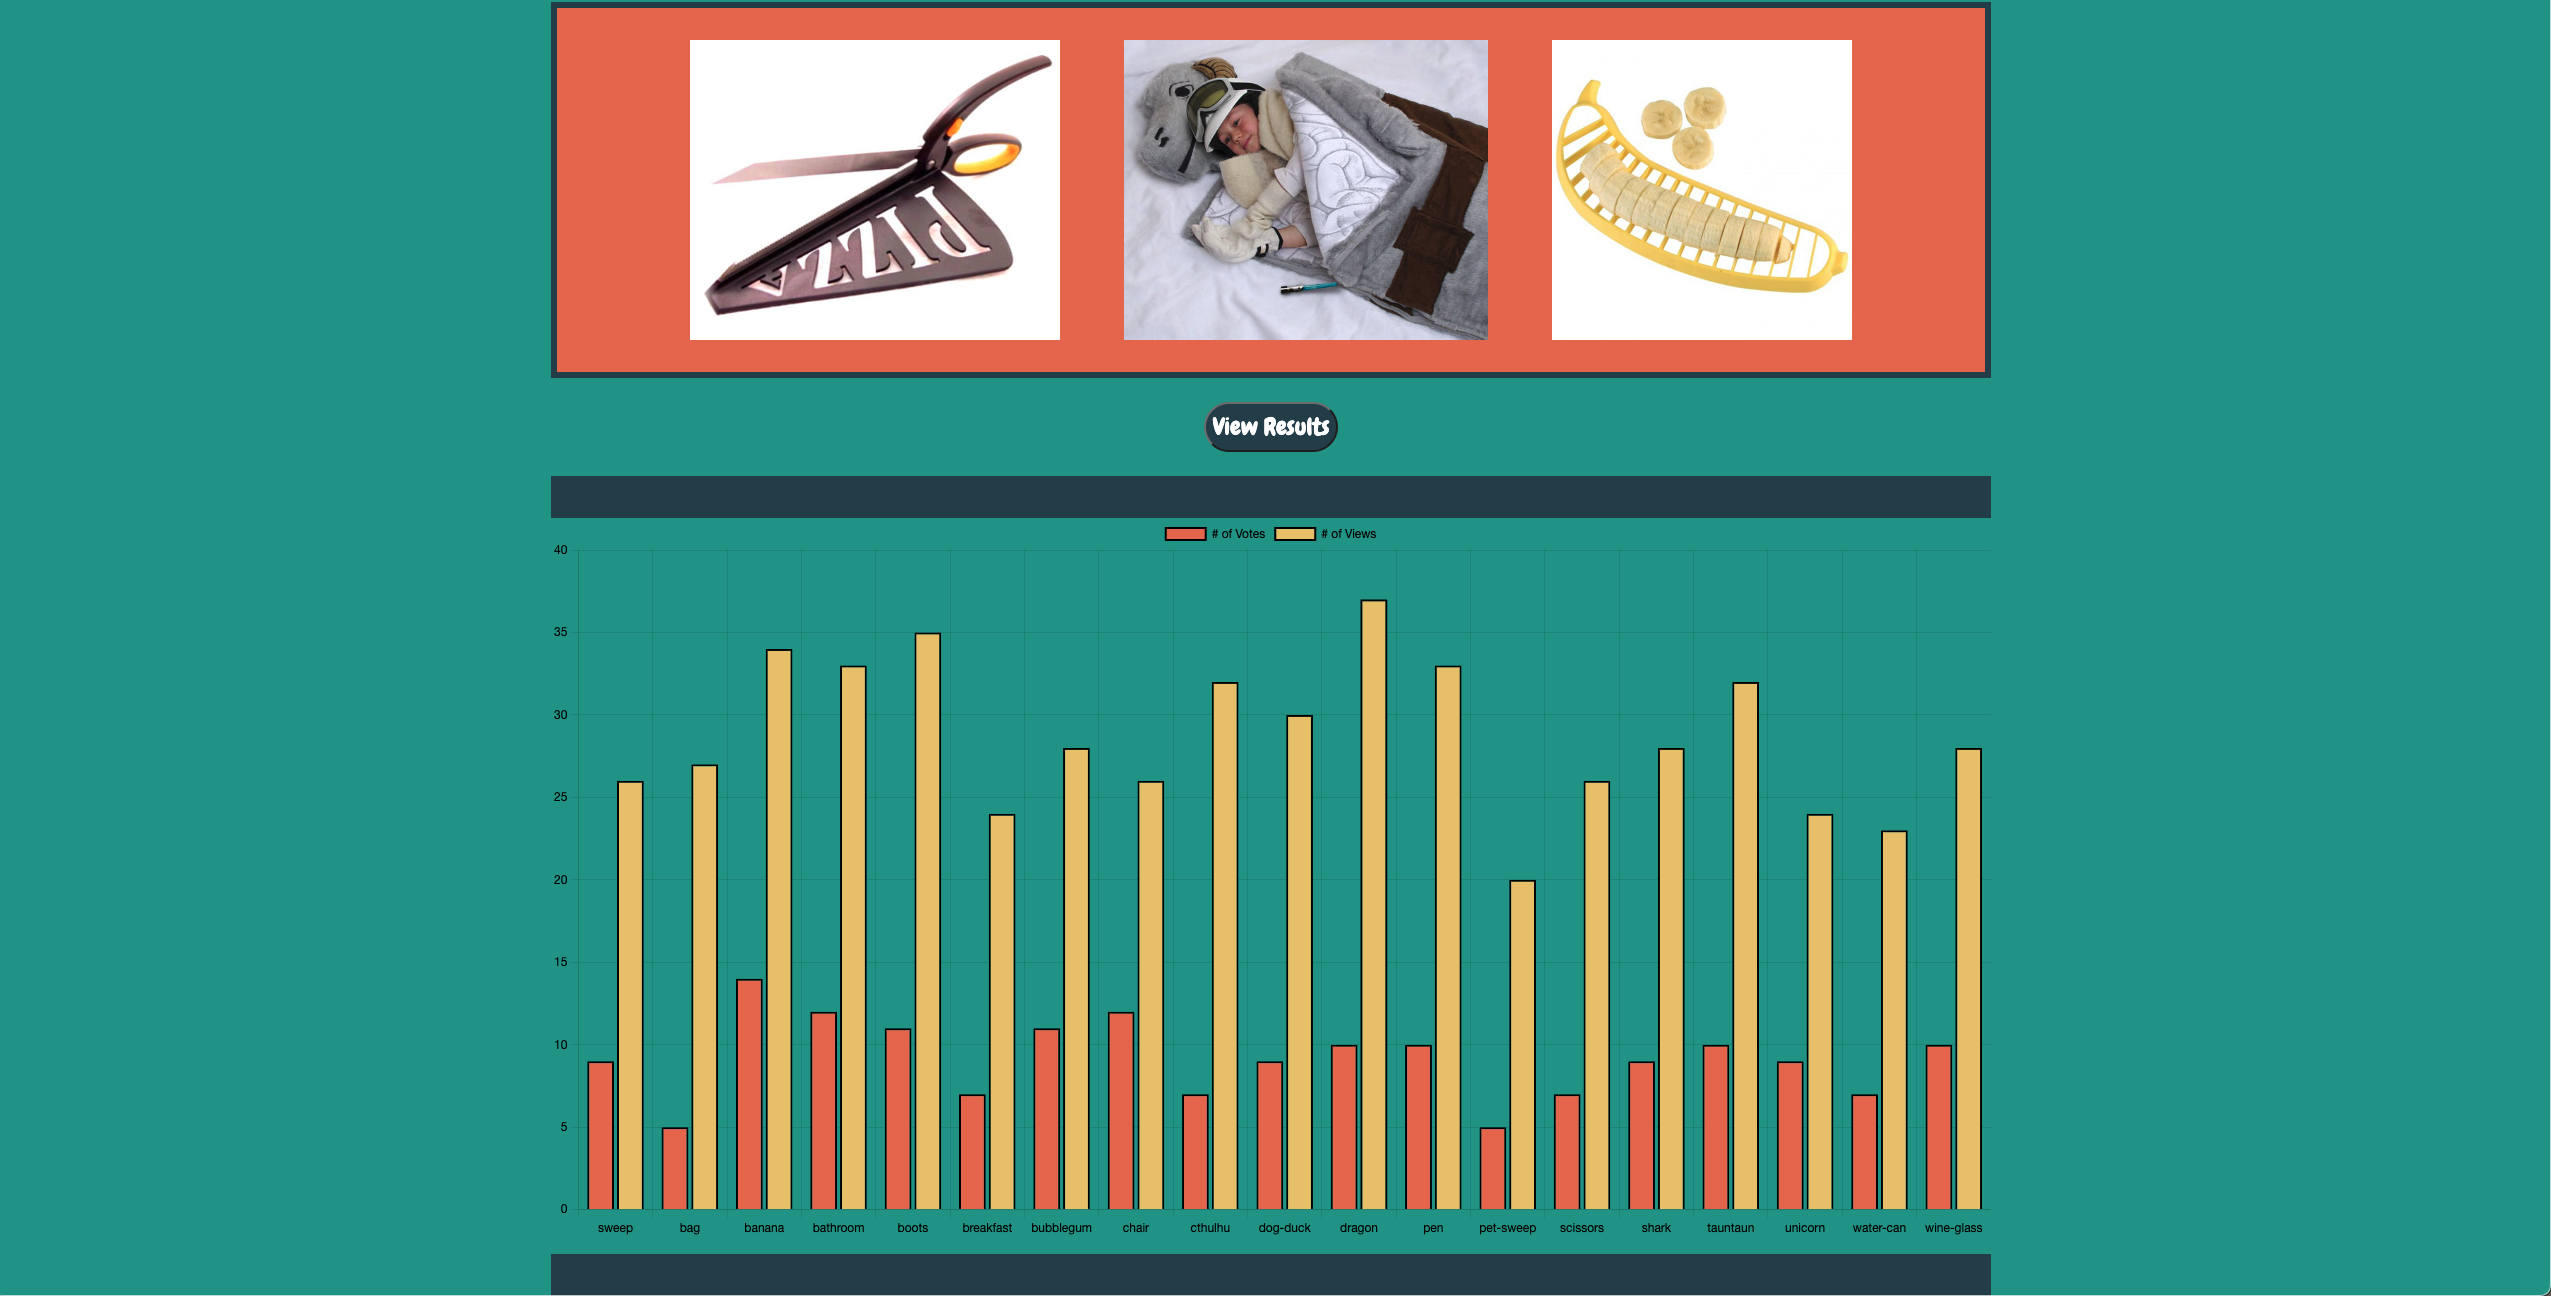 PIZZA
View Results
# of Votes # of Views
40
35
30
25
20
15
10
5
0
sweep bag banana bathroom boots breakfast bubblegum chair cthulhu dog-duck dragon pen pet-sweep scissors shark tauntaun unicorn water-can wine-glass